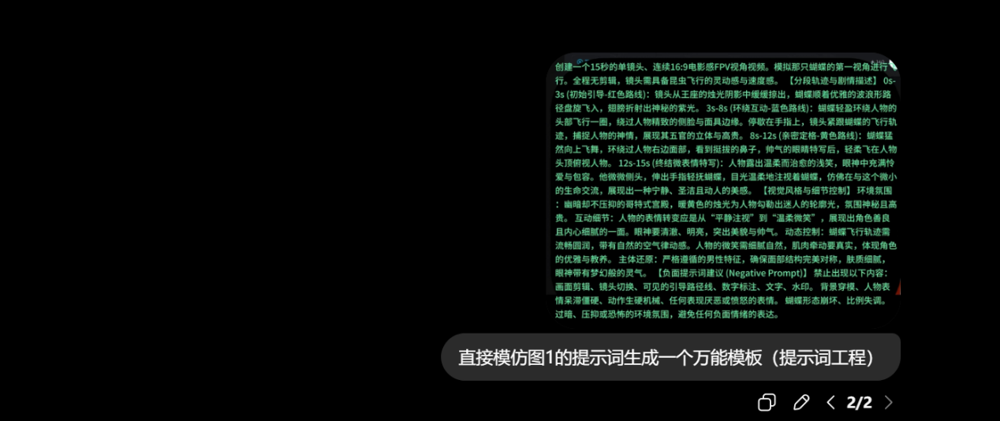 创建一个15秒的单镜头、连续16:9电影感FPV视角视频。模拟那只蝴蝶的第一视角进行
行。全程无剪辑，镜头需具备昆虫飞行的灵动感与速度感。 【分段轨迹与剧情描述】 0s-
3s (初始引导-红色路线)：镜头从王座的烛光阴影中缓缓掠出，蝴蝶顺着优雅的波浪形路
径盘旋飞入，翅膀折射出神秘的紫光。 3s-8s (环绕互动-蓝色路线)：蝴蝶轻盈环绕人物的
头部飞行一圈，绕过人物精致的侧脸与面具边缘。停歇在手指上，镜头紧跟蝴蝶的飞行轨
迹，捕捉人物的神情，展现其五官的立体与高贵。 8s-12s (亲密定格-黄色路线)：蝴蝶猛
然向上飞舞，环绕过人物右边面部，看到挺拔的鼻子，帅气的眼睛特写后，轻柔飞在人物
头顶俯视人物。 12s-15s (终结微表情特写)：人物露出温柔而治愈的浅笑，眼神中充满怜
爱与包容。他微微侧头，伸出手指轻抚蝴蝶，目光温柔地注视着蝴蝶，仿佛在与这个微小
的生命交流，展现出一种宁静、圣洁且动人的美感。 【视觉风格与细节控制】 环境氛围
：幽暗却不压抑的哥特式宫殿，暖黄色的烛光为人物勾勒出迷人的轮廓光，氛围神秘且高
贵。 互动细节：人物的表情转变应是从“平静注视”到“温柔微笑”，展现出角色善良
且内心细腻的一面。眼神要清澈、明亮，突出美貌与帅气。 动态控制：蝴蝶飞行轨迹需
流畅圆润，带有自然的空气律动感。人物的微笑需细腻自然，肌肉牵动要真实，体现角色
的优雅与教养。 主体还原：严格遵循的男性特征，确保面部结构完美对称，肤质细腻，
眼神带有梦幻般的灵气。 【负面提示词建议 (Negative Prompt)】 禁止出现以下内容：
画面剪辑、镜头切换、可见的引导路径线、数字标注、文字、水印。 背景穿模、人物表
情呆滞僵硬、动作生硬机械、任何表现厌恶或愤怒的表情。 蝴蝶形态崩坏、比例失调。
过暗、压抑或恐怖的环境氛围，避免任何负面情绪的表达。
直接模仿图1的提示词生成一个万能模板（提示词工程）
2/2